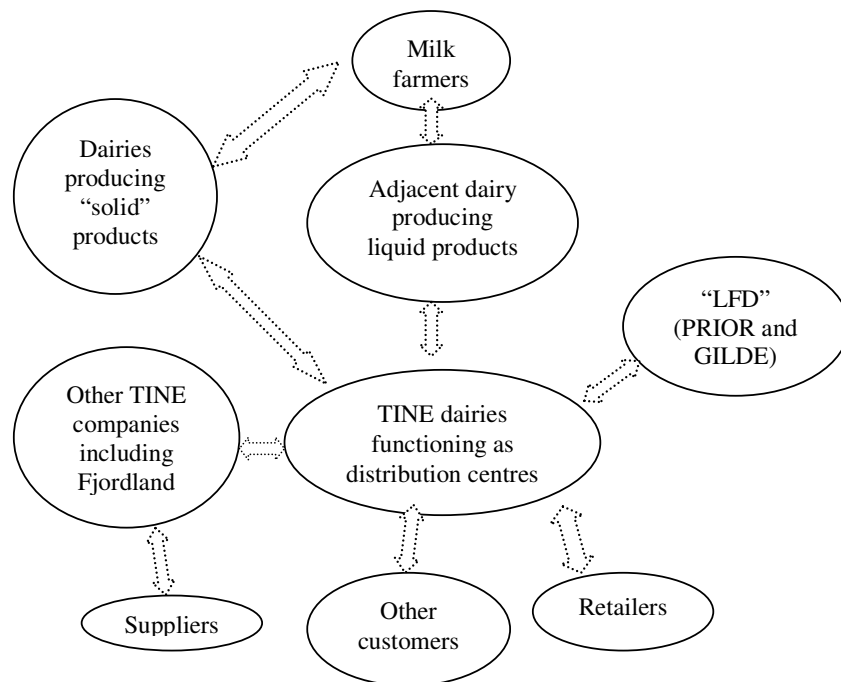 Milk
farmers
Dairies
producing
“solid”
products
Adjacent dairy
producing
liquid products
“LFD”
(PRIOR and
GILDE)
Other TINE
companies
including
Fjordland
TINE dairies
functioning as
distribution centres
Suppliers
Other
customers
Retailers